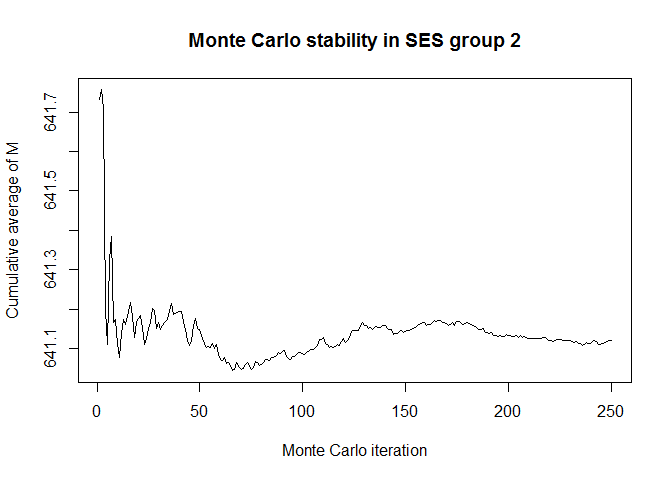 Monte Carlo stability in SES group 2
Cumulative average of M
641.7
641.5
641.3
641.1
0 50 100 150 200 250
Monte Carlo iteration